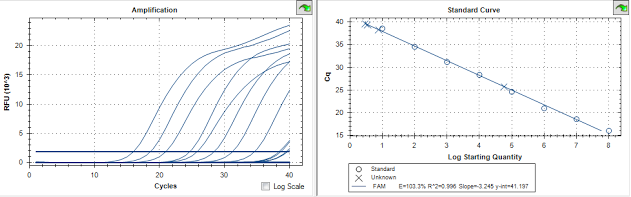 Amplification
RFU (10^3)
20
15
10
5
0
0
10
20
30
40
Cycles
Log Scale
Standard Curve
Cq
40
35
30
25
20
15
0
1
2
3
4
5
6
7
8
Log Starting Quantity
Standard
Unknown
FAM E=103.3% R^2=0.996 Slope=-3.245 y-int=41.197